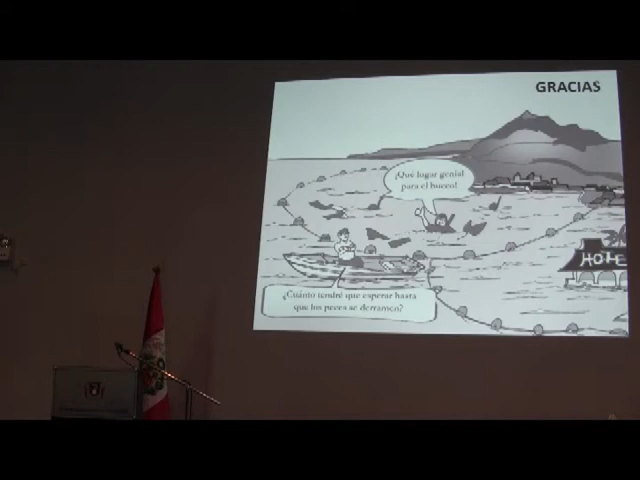 GRACIAS
¡Qué lugar genial
para el buceo!
HOTE
¿Cuánto tendré que esperar hasta
que los peces se derramen?